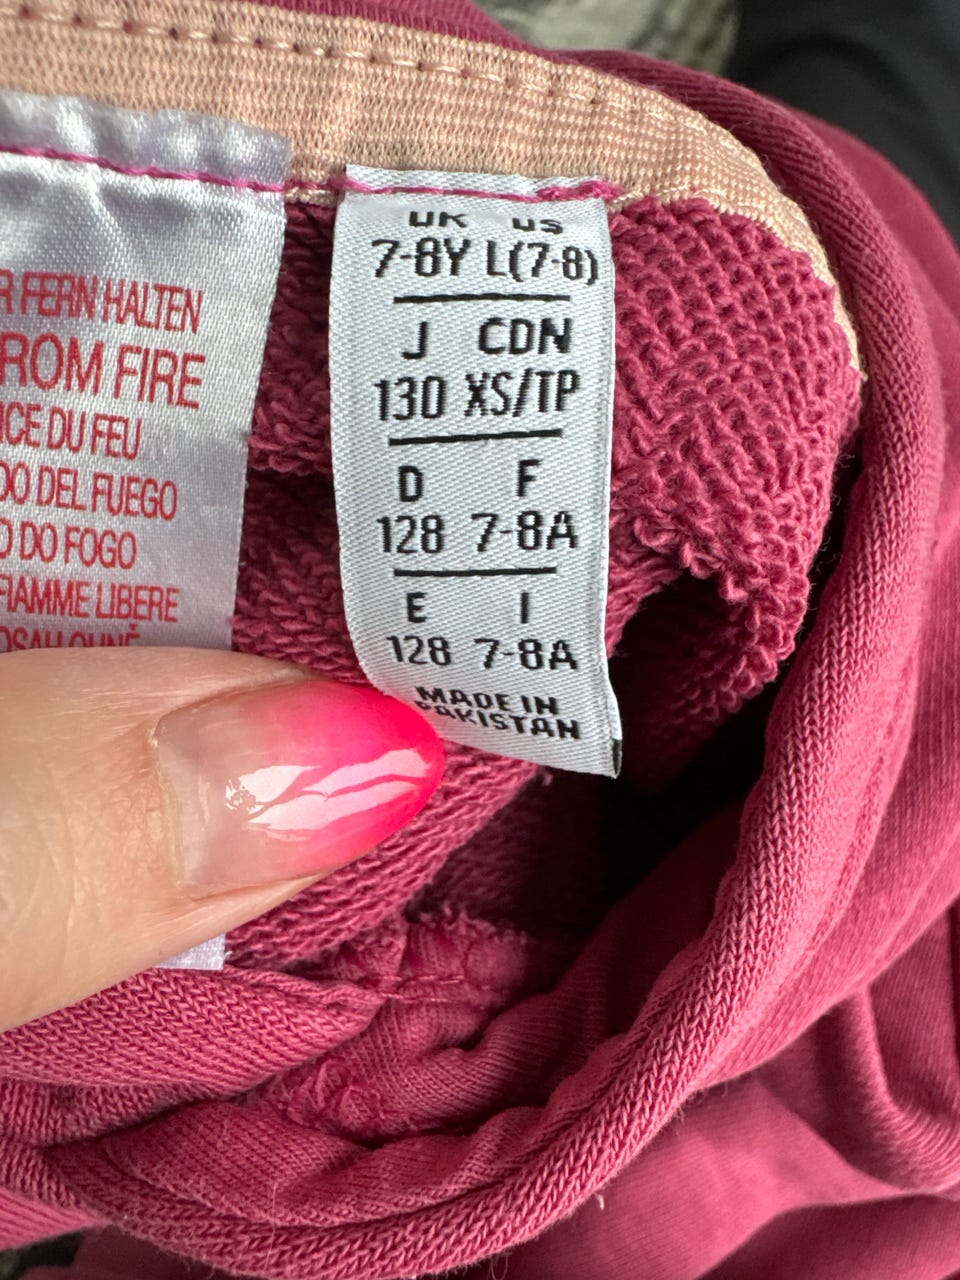 R FERN HALTEN
ROM FIRE
ICE DU FEU
DO DEL FUEGO
O DO FOGO
FIAMME LIBERE
UK US
7-8Y L(7-8)
J CDN
130 XS/TP
D F
128 7-8A
E I
128 7-8A
MADE IN
PAKISTAN